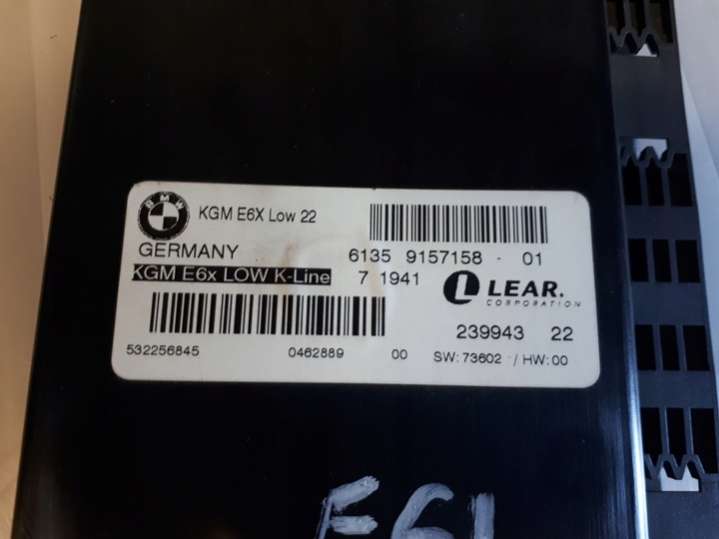 BMW
KGM E6X Low 22
GERMANY
6135 9157158 - 01
KGM E6x LOW K-Line
7 1941
LEAR.
CORPORATION
239943 22
532256845 0462889 00 SW:73602 / HW:00
E61